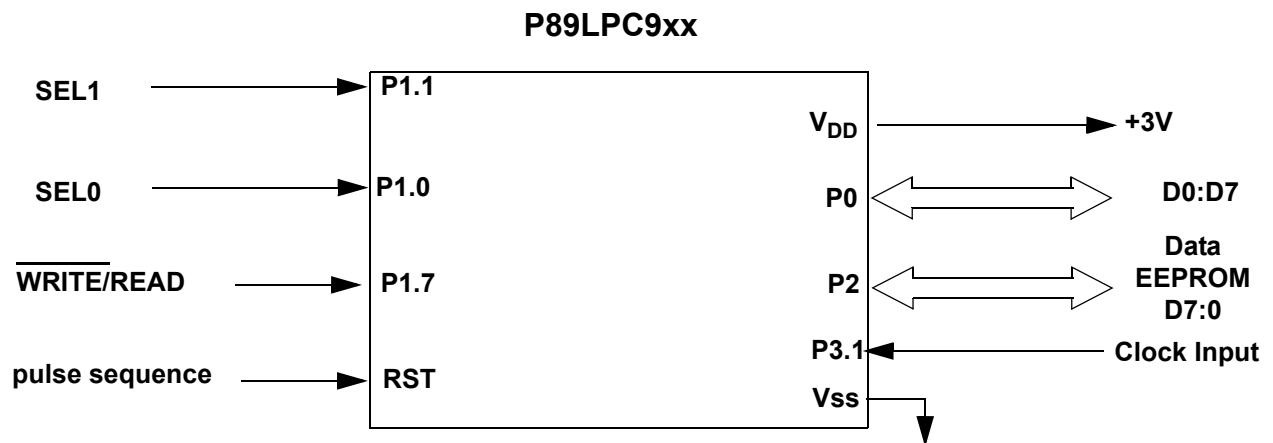 P89LPC9xx
SEL1
P1.1
VDD
+3V
SEL0
P1.0
P0
D0:D7
WRITE/READ
P1.7
P2
Data
EEPROM
D7:0
P3.1
Clock Input
pulse sequence
RST
Vss